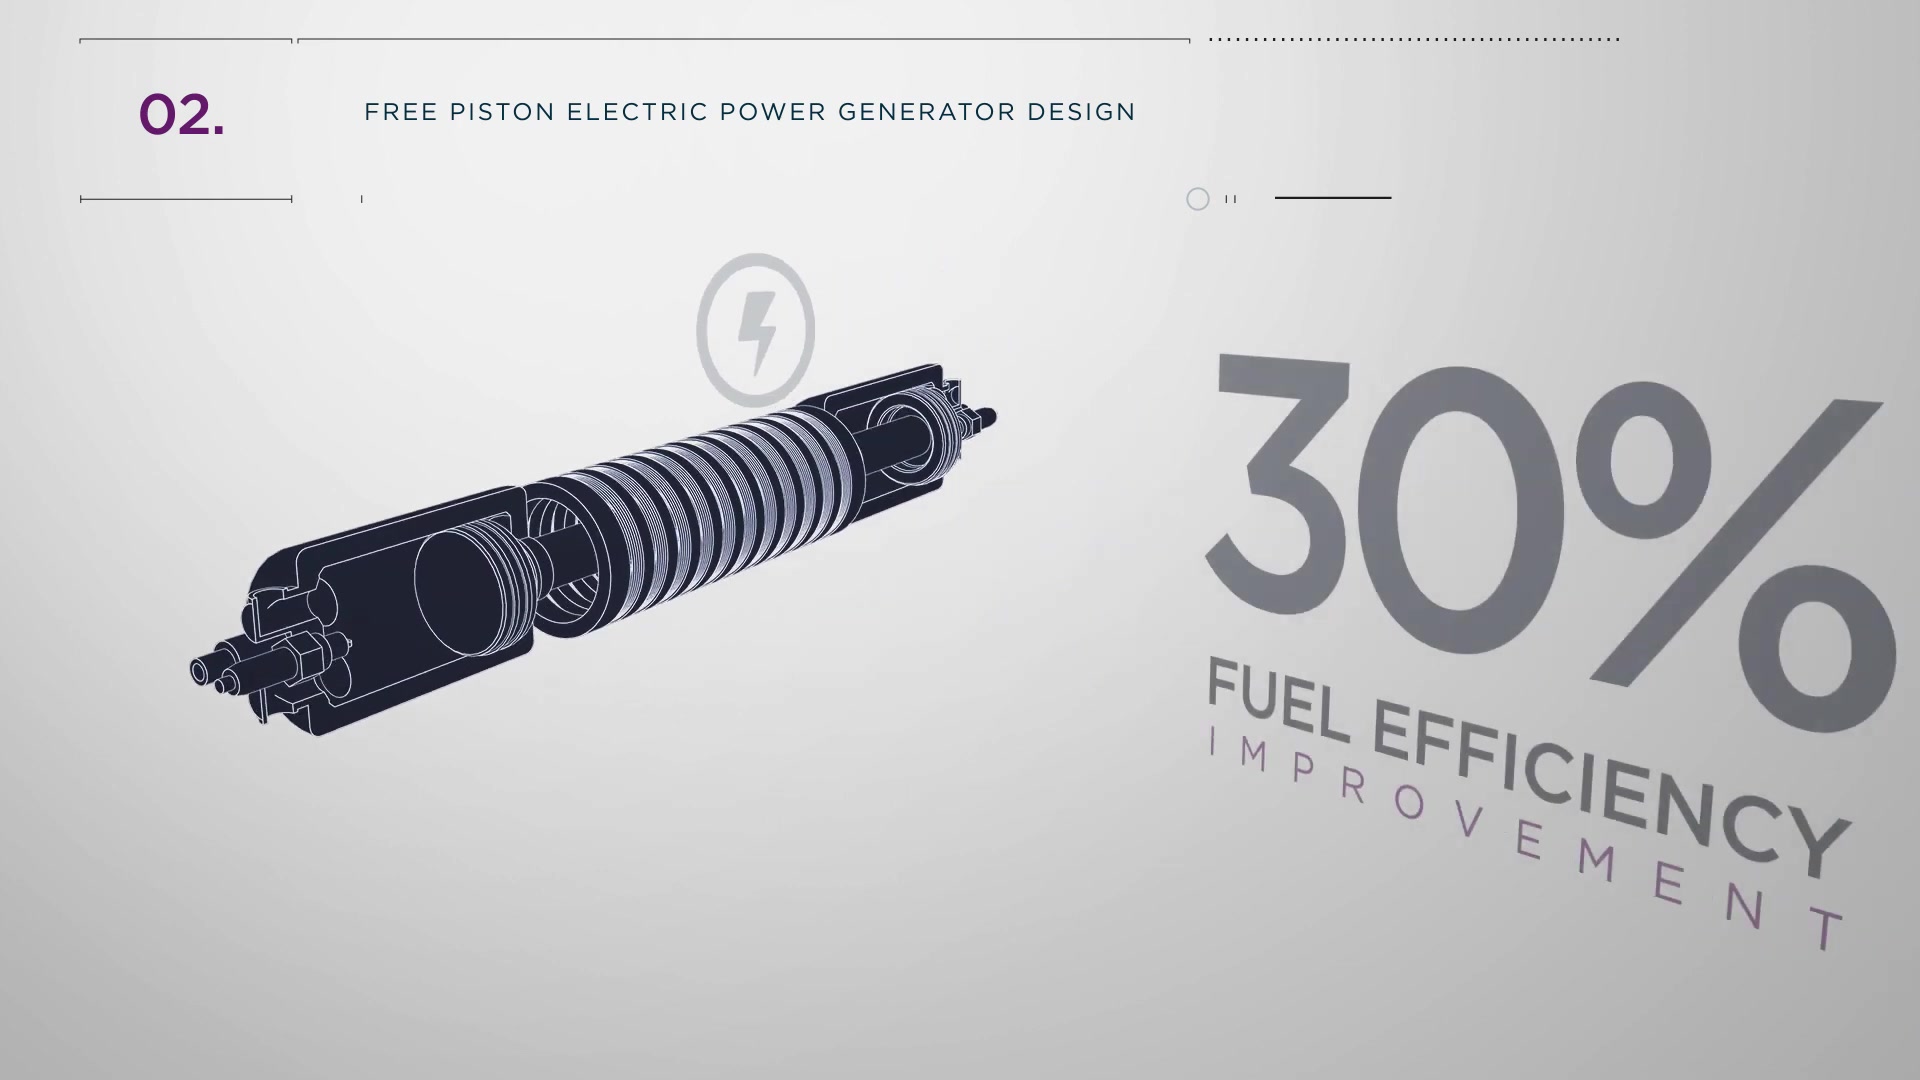 02.
FREE PISTON ELECTRIC POWER GENERATOR DESIGN
30%
FUEL EFFICIENCY
IMPROVEMENT